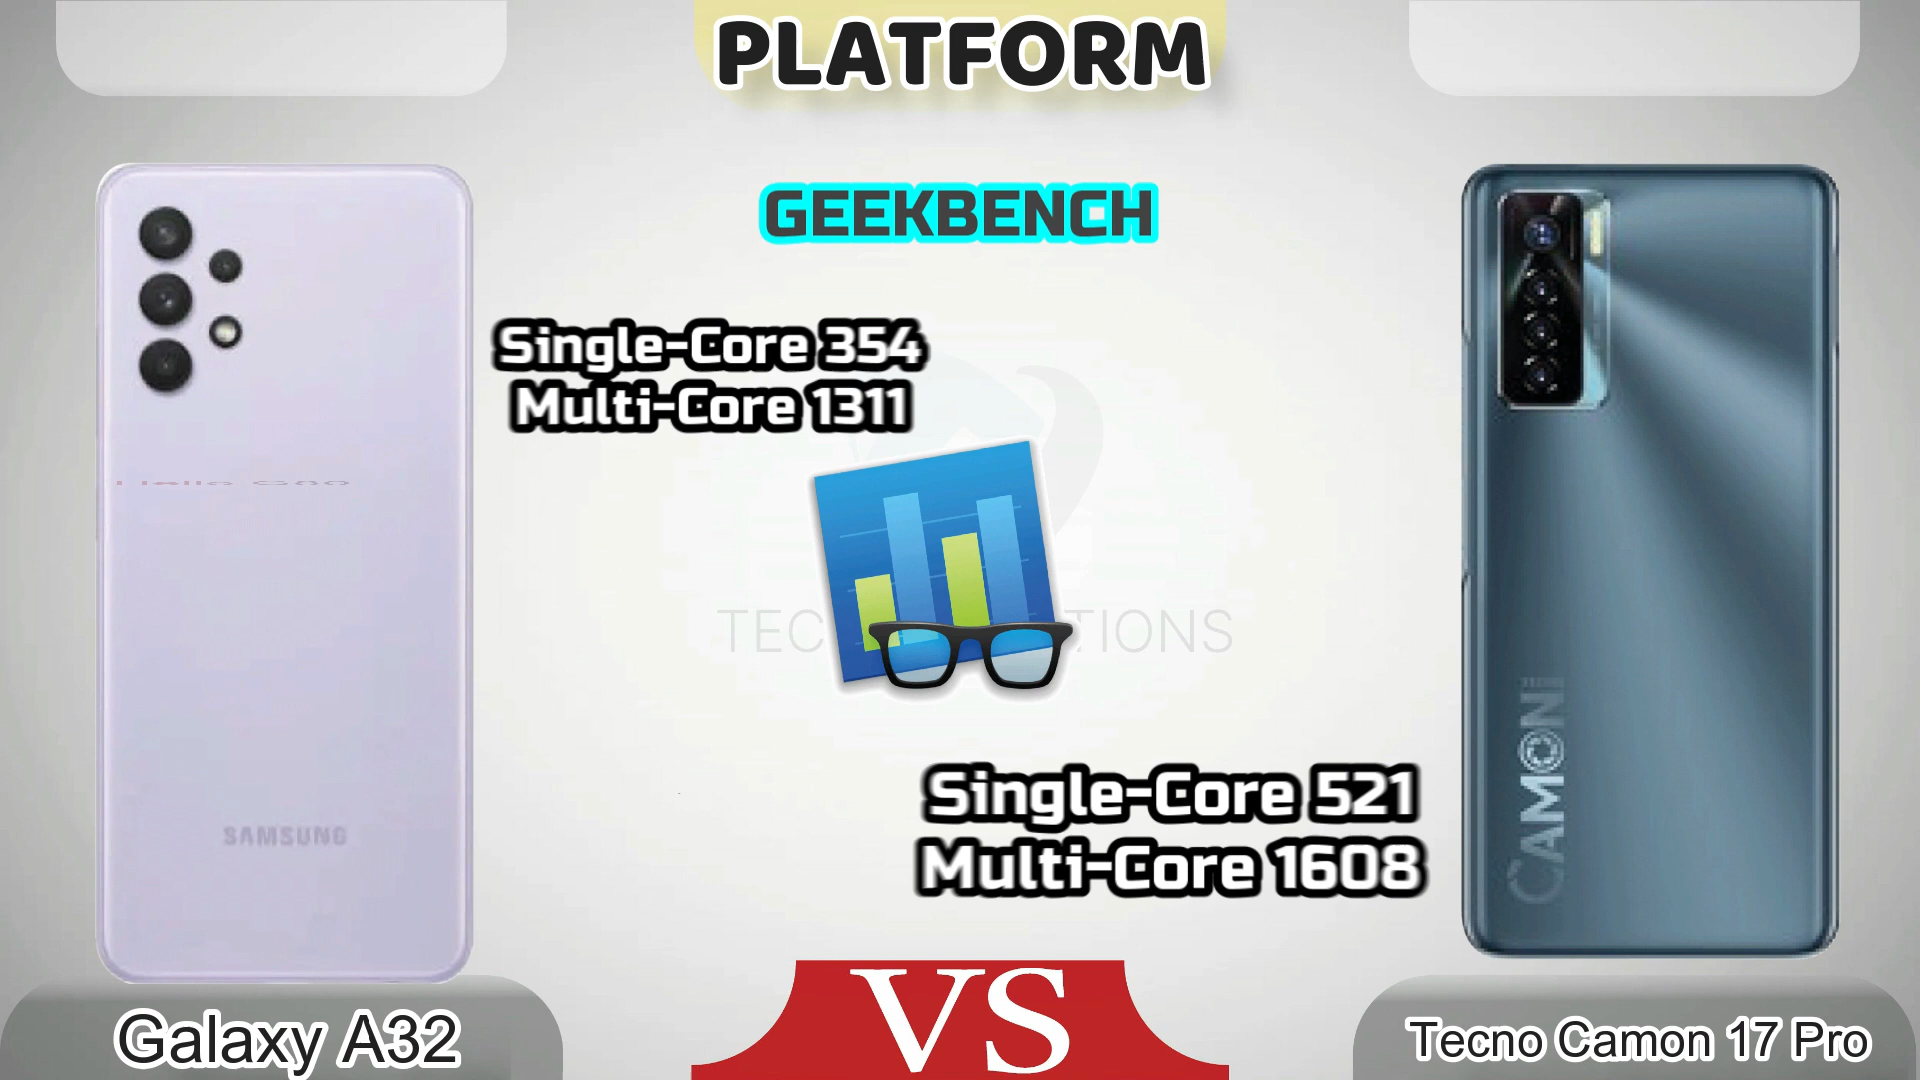 PLATFORM
GEEKBENCH
Single-Core 354
Multi-Core 1311
Single-Core 521
Multi-Core 1608
SAMSUNG
CAMON
Galaxy A32
VS
Tecno Camon 17 Pro